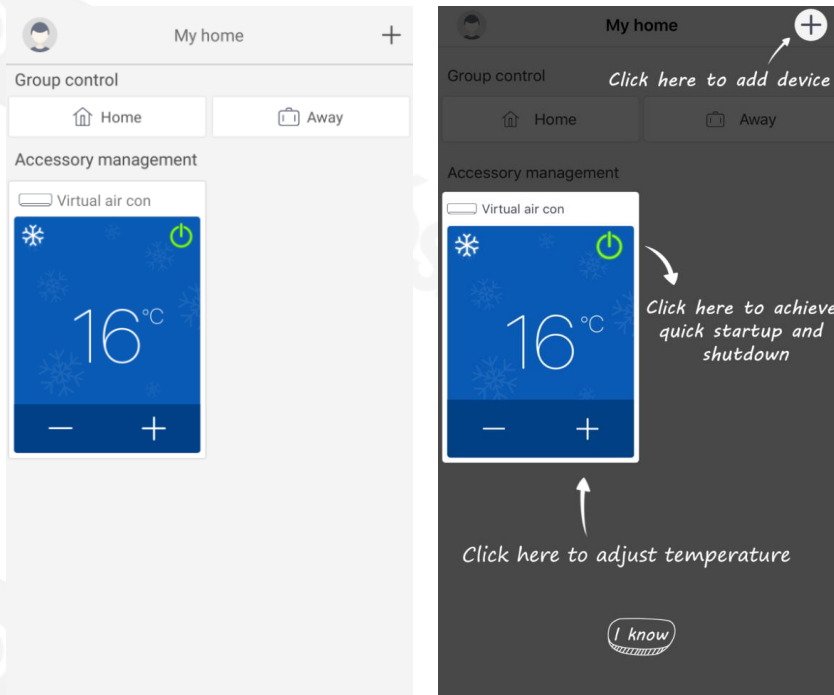 My home
Group control
Home
Away
Accessory management
Virtual air con
16°C
My home
Group control
Click here to add device
Home
Away
Accessory management
Virtual air con
16°C
Click here to achieve
quick startup and
shutdown
Click here to adjust temperature
I know